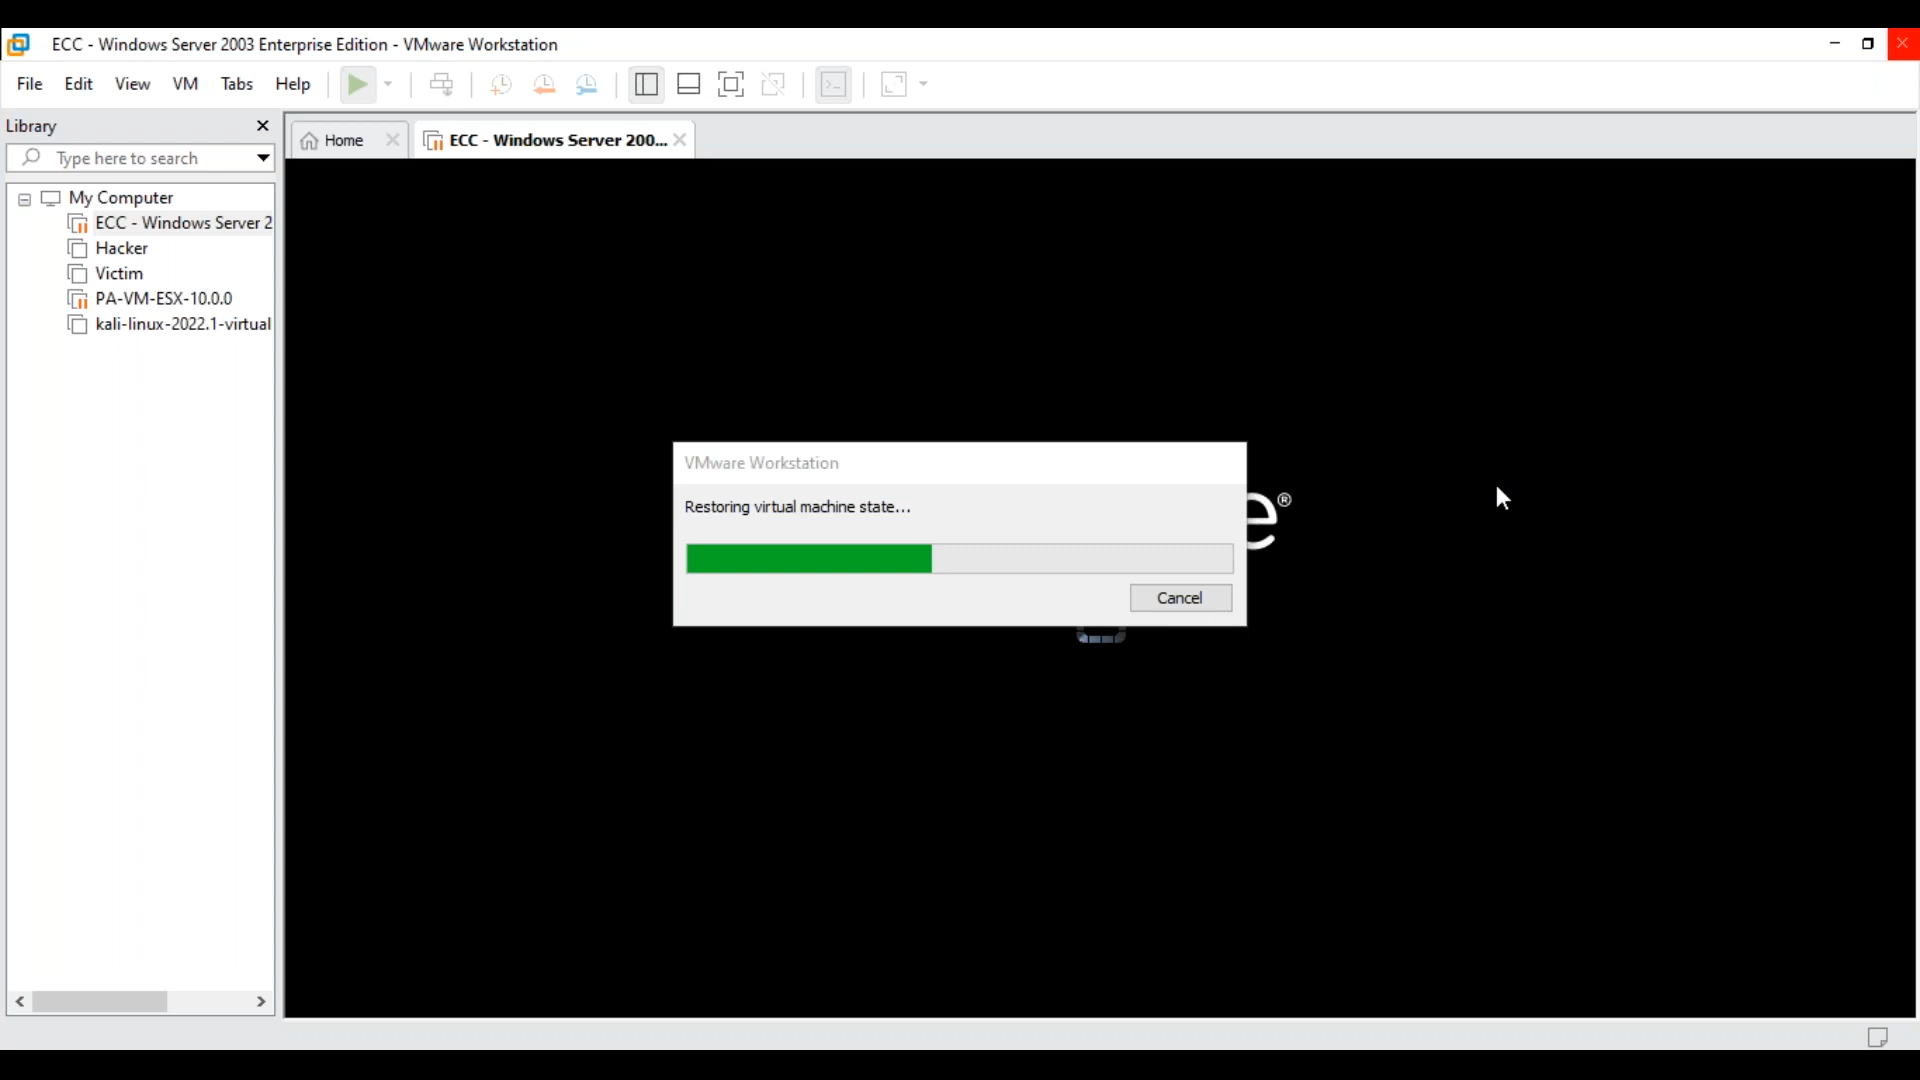 ECC - Windows Server 2003 Enterprise Edition - VMware Workstation
File Edit View VM Tabs Help
Library
Type here to search
Home
ECC - Windows Server 200...
My Computer
ECC - Windows Server 2
Hacker
Victim
PA-VM-ESX-10.0.0
kali-linux-2022.1-virtual
VMware Workstation
Restoring virtual machine state...
e®
Cancel